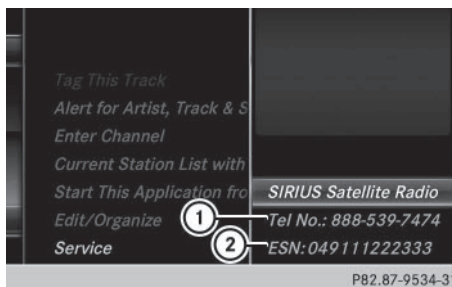 Tag This Track
Alert for Artist, Track & S
Enter Channel
Current Station List with
Start This Application fro
Edit/Organize
Service
SIRIUS Satellite Radio
1 Tel No.: 888-539-7474
2 ESN: 049111222333
P82.87-9534-31